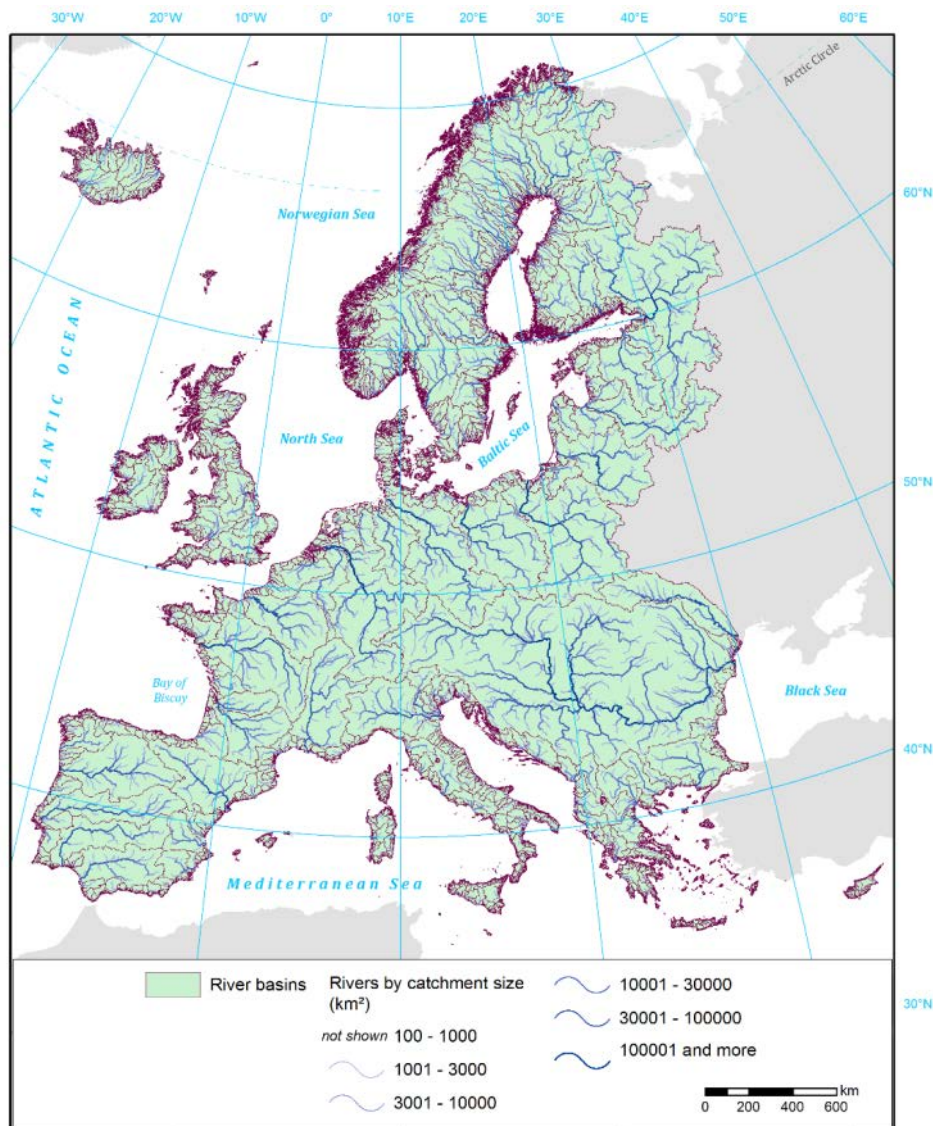 30°W 20°W 10°W 0° 10°E 20°E 30°E 40°E 50°E 60°E
Arctic Circle
60°N
Norwegian Sea
ATLANTIC OCEAN
North Sea
Baltic Sea
50°N
Bay of
Biscay
Black Sea
40°N
Mediterranean Sea
River basins
Rivers by catchment size
(km²)
not shown 100 - 1000
1001 - 3000
3001 - 10000
10001 - 30000
30001 - 100000
100001 and more
30°N
km
0 200 400 600